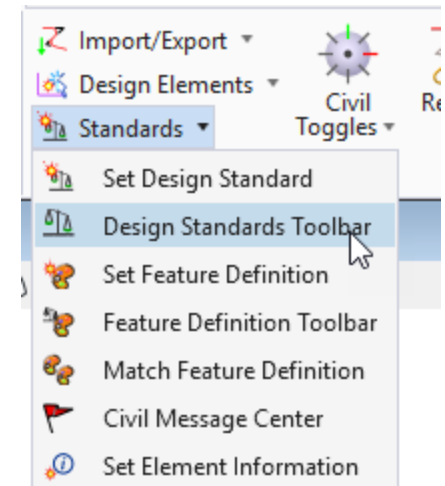 Import/Export
Design Elements
Standards
Civil
Toggles
Re
Set Design Standard
Design Standards Toolbar
Set Feature Definition
Feature Definition Toolbar
Match Feature Definition
Civil Message Center
Set Element Information